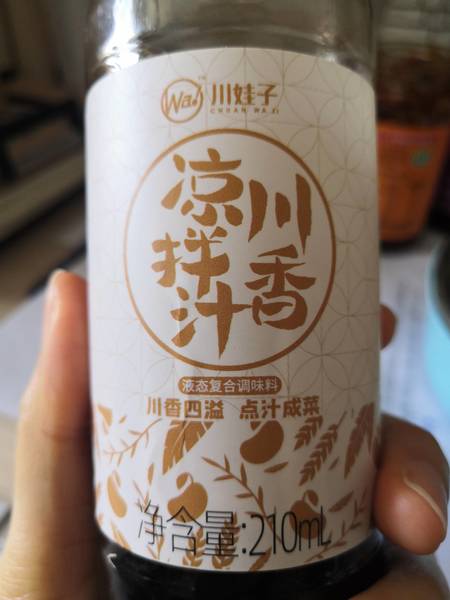 Wa!
TM
川娃子
CHUAN WA ZI
川香
凉拌汁
液态复合调味料
川香四溢 点汁成菜
净含量:210mL